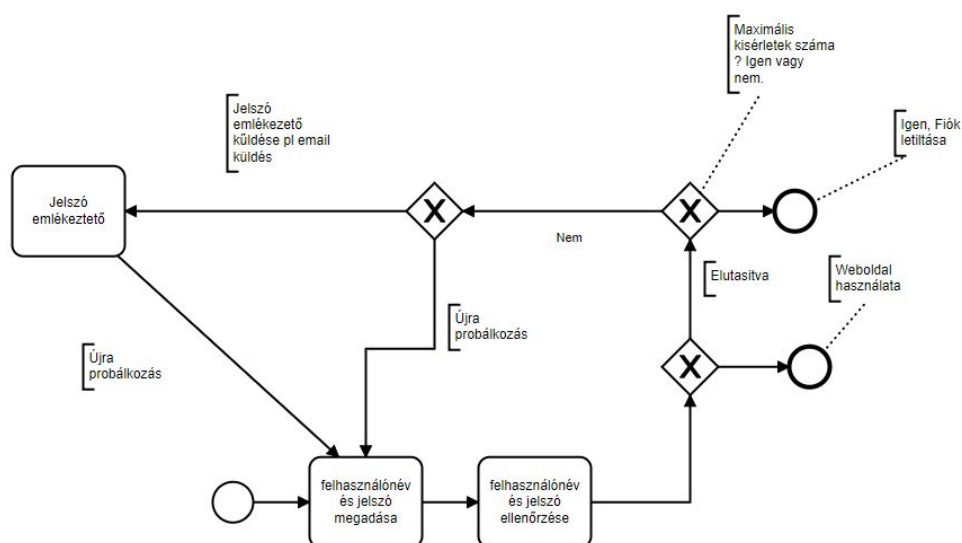 Maximális
kisérletek száma
? Igen vagy
nem.
Jelszó
emlékezető
kűldése pl email
küldés
Igen, Fiók
letiltása
Jelszó
emlékeztető
Nem
Elutasitva
Weboldal
használata
Újra
probálkozás
Újra
probálkozás
felhasználónév
és jelszó
megadása
felhasználónév
és jelszó
ellenőrzése